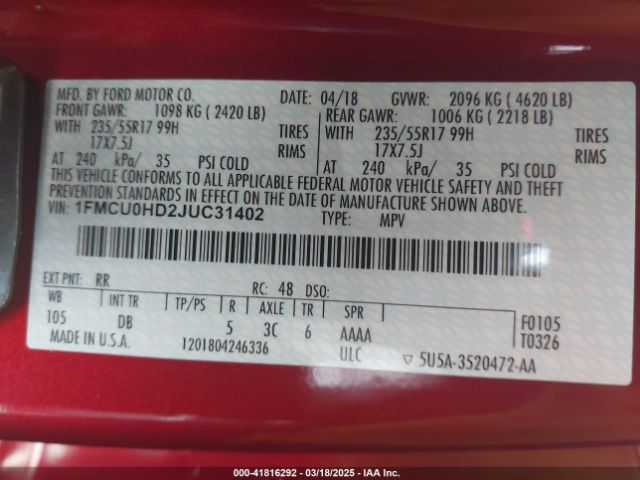 MFD. BY FORD MOTOR CO. DATE: 04/18 GVWR: 2096 KG ( 4620 LB)
FRONT GAWR: 1098 KG ( 2420 LB) REAR GAWR: 1006 KG ( 2218 LB)
WITH 235/55R17 99H TIRES WITH 235/55R17 99H TIRES
17X7.5J RIMS 17X7.5J RIMS
AT 240 kPa/ 35 PSI COLD AT 240 kPa/ 35 PSI COLD
THIS VEHICLE CONFORMS TO ALL APPLICABLE FEDERAL MOTOR VEHICLE SAFETY AND THEFT
PREVENTION STANDARDS IN EFFECT ON THE DATE OF MANUFACTURE SHOWN ABOVE.
VIN: 1FMCU0HD2JUC31402 TYPE: MPV
EXT PNT: RR RC: 48 DSO:
WB INT TR TP/PS R AXLE TR SPR F0105
105 DB 5 3C 6 AAAA T0326
MADE IN U.S.A. 1201804246336 ULC ▽ 5U5A-3520472-AA
000-41816292 - 03/18/2025 - IAA Inc.